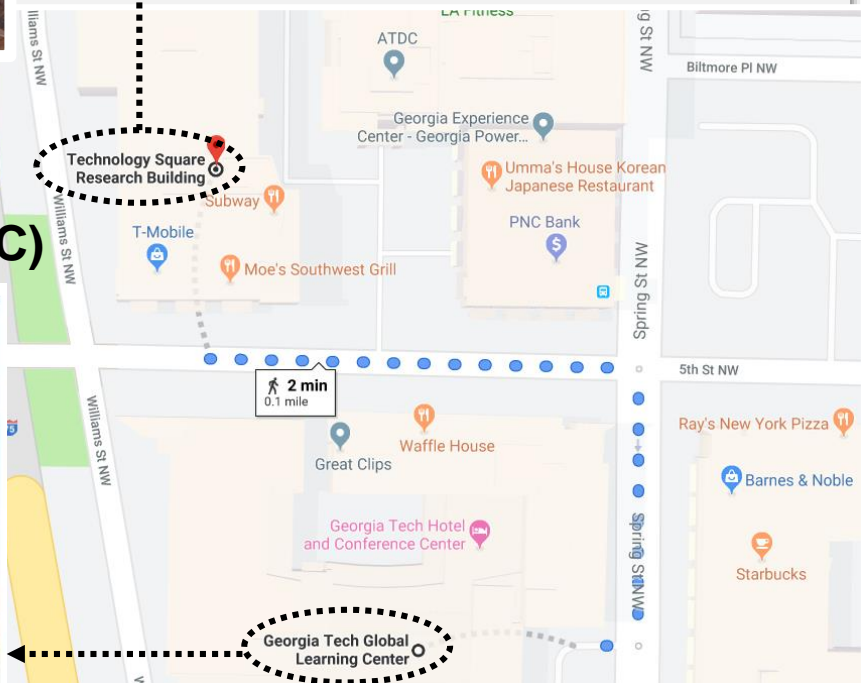 LA Fitness
ATDC
Williams St NW
g St NW
Biltmore Pl NW
Georgia Experience
Center - Georgia Power...
Technology Square
Research Building
Umma's House Korean
Japanese Restaurant
Subway
PNC Bank
T-Mobile
Williams St NW
C)
Moe's Southwest Grill
Spring St NW
5th St NW
2 min
0.1 mile
Williams St NW
Waffle House
Great Clips
Ray's New York Pizza
Barnes & Noble
Georgia Tech Hotel
and Conference Center
Spring St NW
Starbucks
Georgia Tech Global
Learning Center